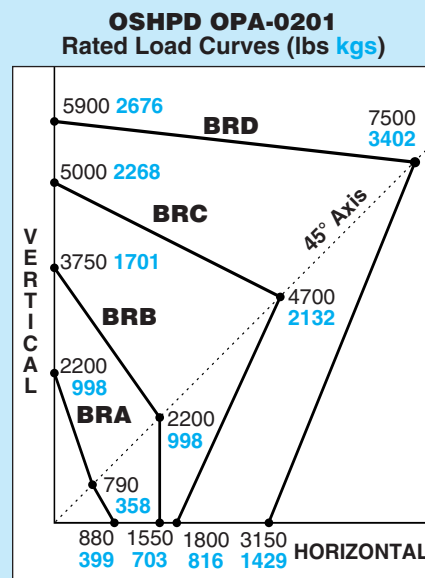 OSHPD OPA-0201
Rated Load Curves (lbs kgs)
5900 2676
BRD
7500
3402
5000 2268
BRC
45° Axis
VERTICAL
3750 1701
4700
2132
BRB
2200
998
BRA
2200
998
790
358
880 1550 1800 3150 HORIZONTAL
399 703 816 1429